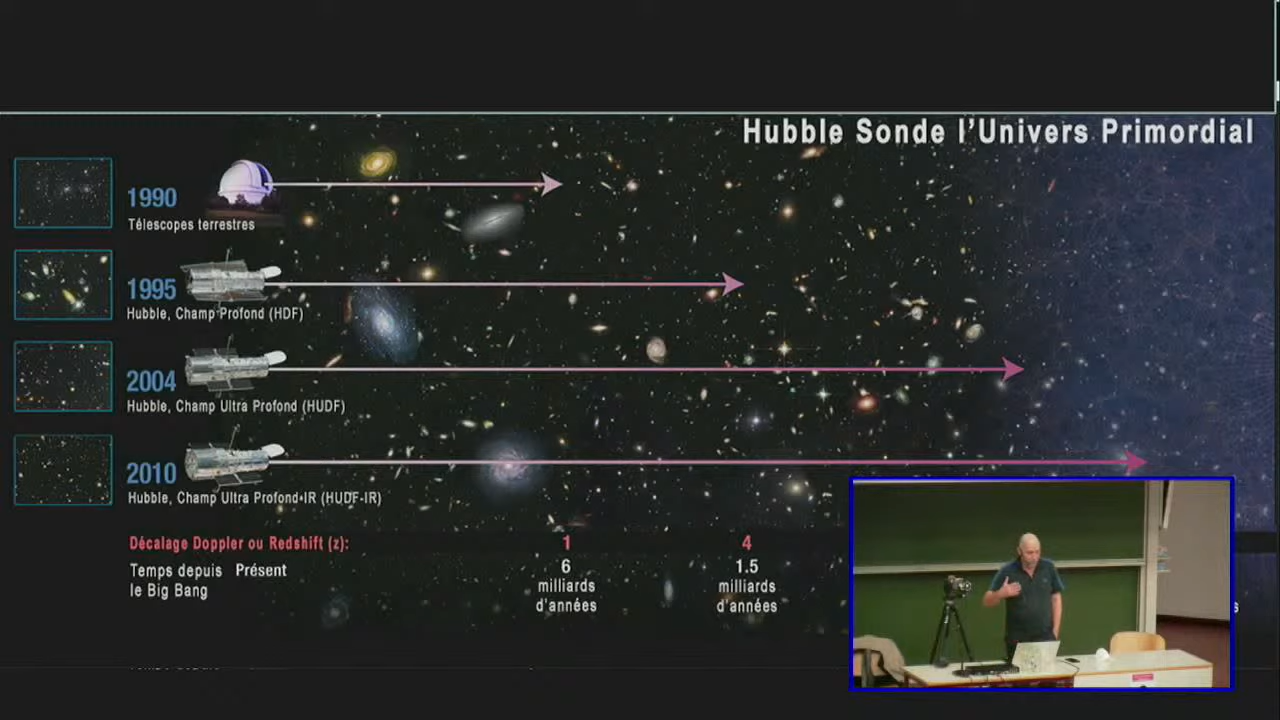 Hubble Sonde l'Univers Primordial
1990
Télescopes terrestres
1995
Hubble, Champ Profond (HDF)
2004
Hubble, Champ Ultra Profond (HUDF)
2010
Hubble, Champ Ultra Profond-IR (HUDF-IR)
Décalage Doppler ou Redshift (z): 1 4
Temps depuis Présent 6 1.5
le Big Bang milliards milliards
d'années d'années
s